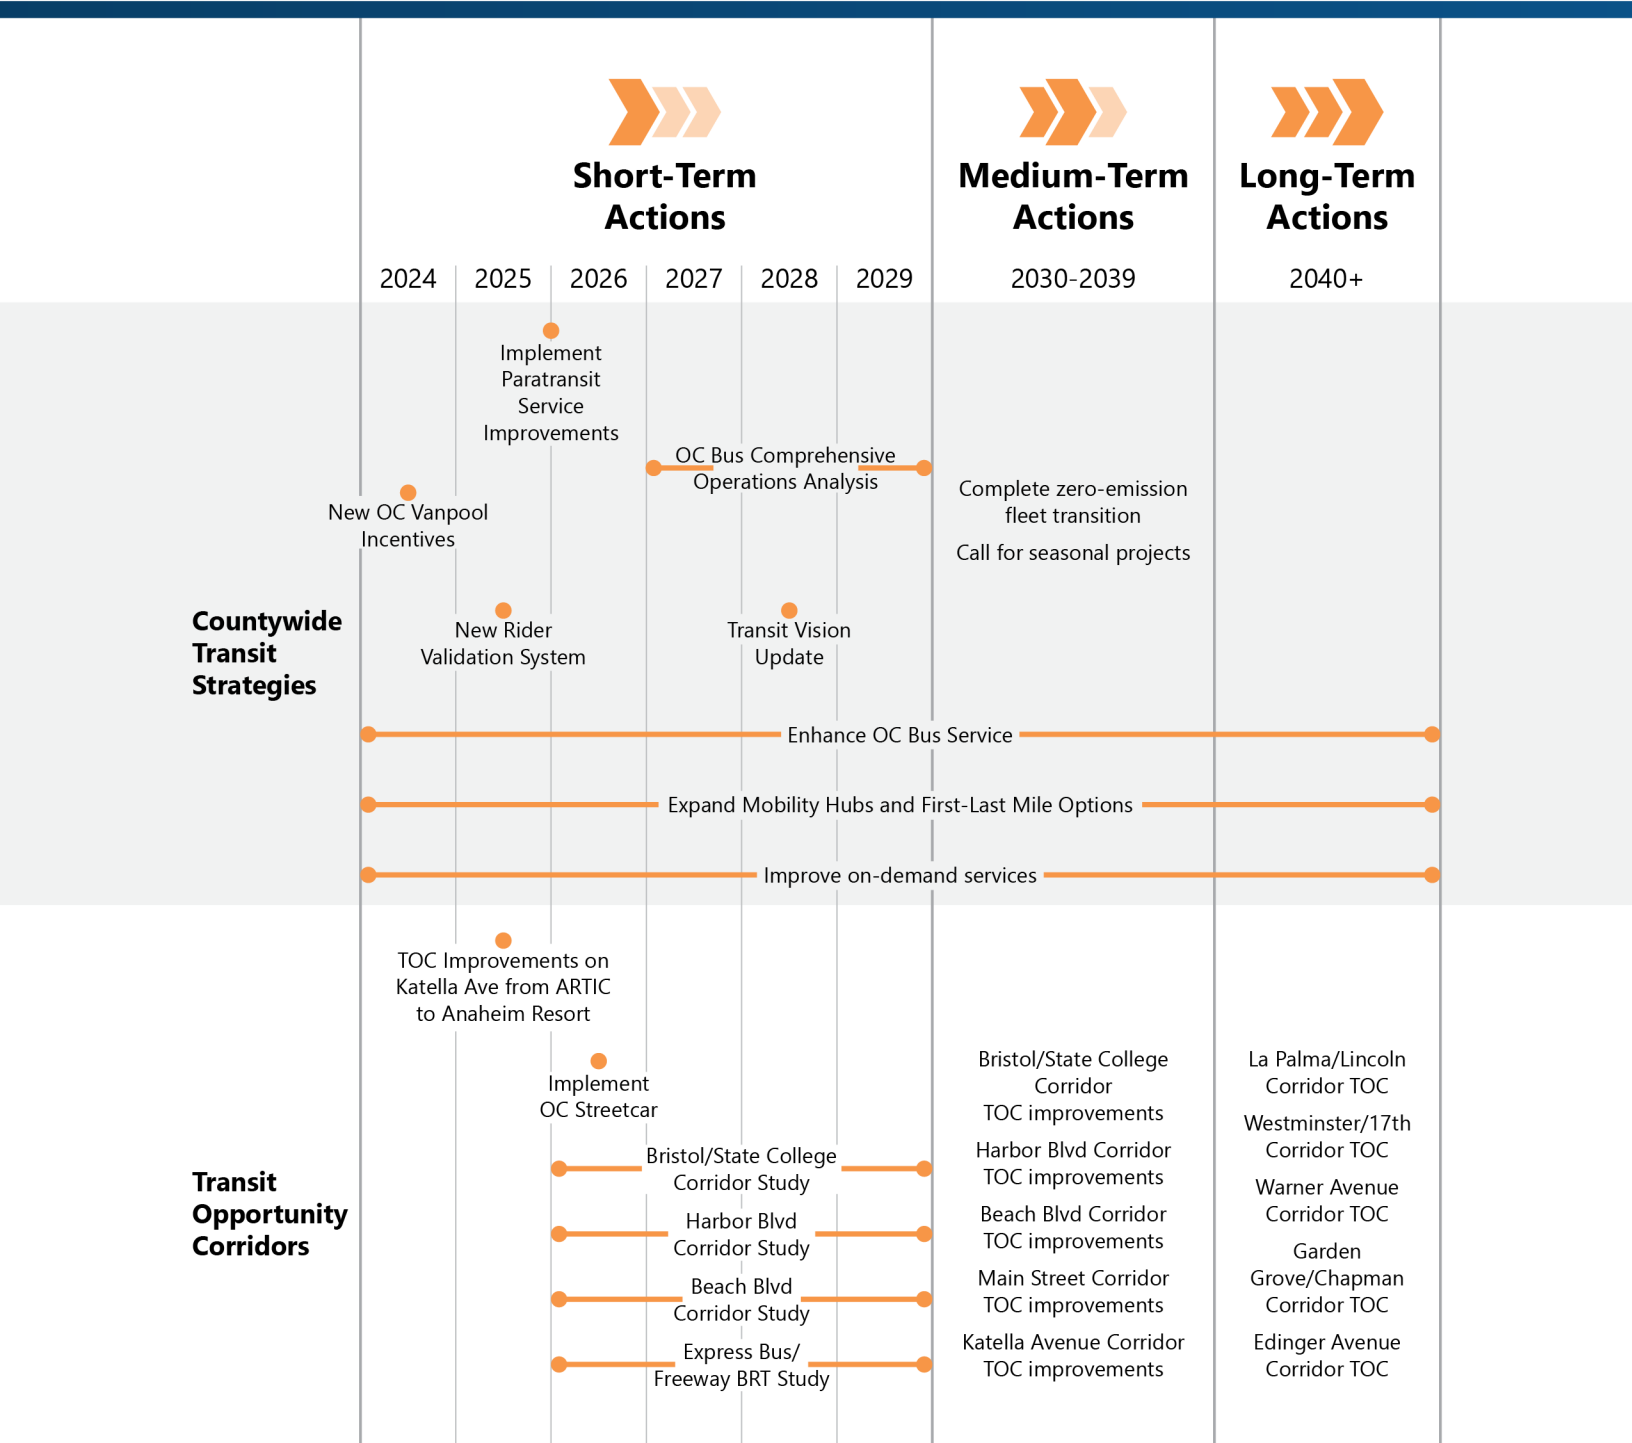 Short-Term
Actions
Medium-Term
Actions
Long-Term
Actions
2024
2025
2026
2027
2028
2029
2030-2039
2040+
Countywide
Transit
Strategies
Implement
Paratransit
Service
Improvements
OC Bus Comprehensive
Operations Analysis
New OC Vanpool
Incentives
New Rider
Validation System
Transit Vision
Update
Complete zero-emission
fleet transition
Call for seasonal projects
Enhance OC Bus Service
Expand Mobility Hubs and First-Last Mile Options
Improve on-demand services
Transit
Opportunity
Corridors
TOC Improvements on
Katella Ave from ARTIC
to Anaheim Resort
Implement
OC Streetcar
Bristol/State College
Corridor Study
Harbor Blvd
Corridor Study
Beach Blvd
Corridor Study
Express Bus/
Freeway BRT Study
Bristol/State College
Corridor
TOC improvements
Harbor Blvd Corridor
TOC improvements
Beach Blvd Corridor
TOC improvements
Main Street Corridor
TOC improvements
Katella Avenue Corridor
TOC improvements
La Palma/Lincoln
Corridor TOC
Westminster/17th
Corridor TOC
Warner Avenue
Corridor TOC
Garden
Grove/Chapman
Corridor TOC
Edinger Avenue
Corridor TOC